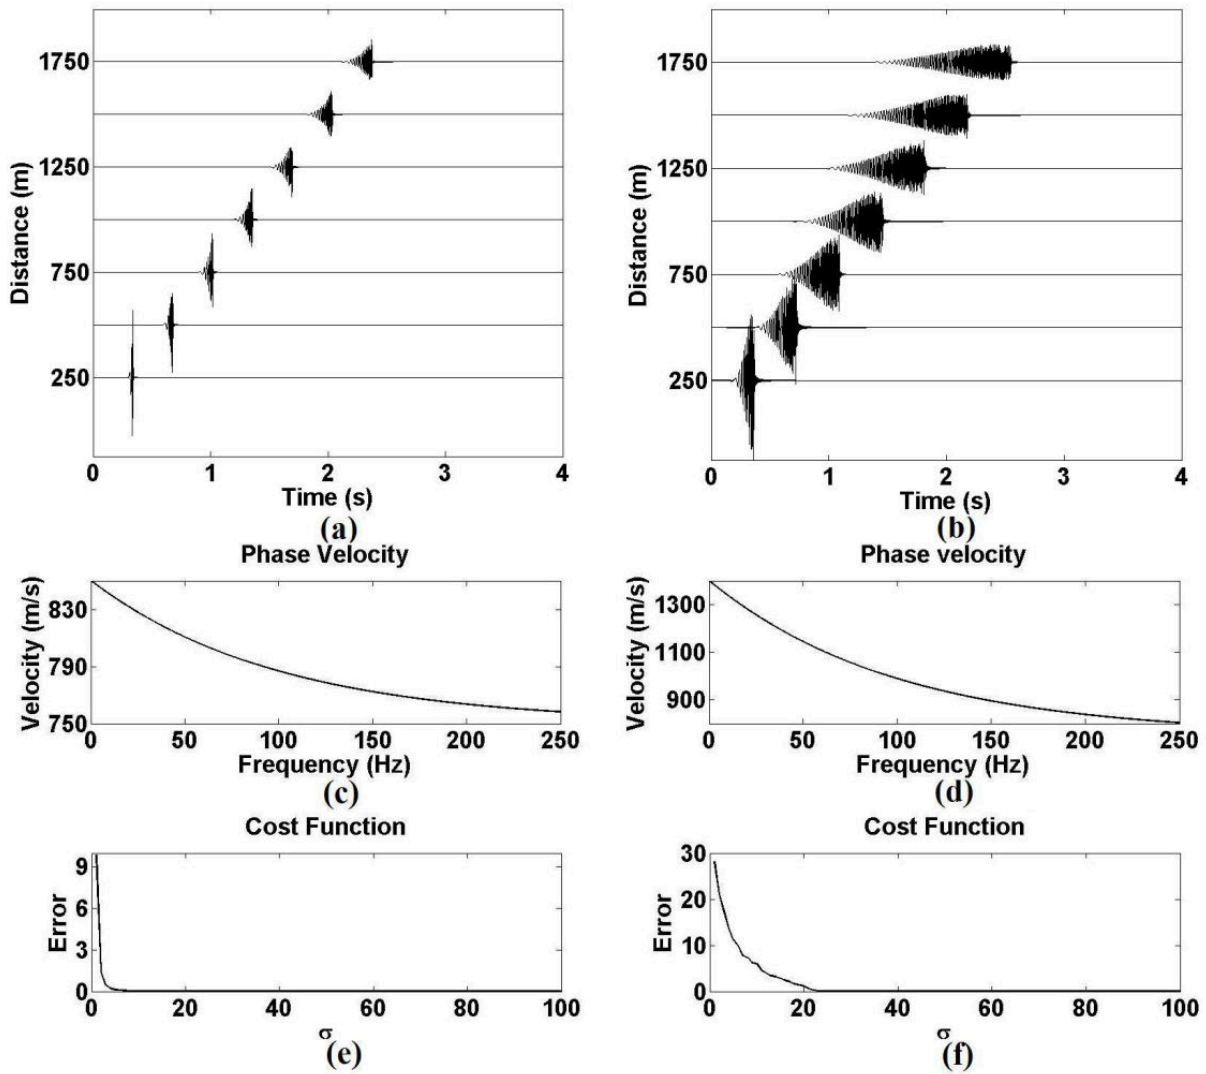 1750
1250
750
250
Distance (m)
0 1 2 3 4
Time (s)
(a)
1750
1250
750
250
Distance (m)
0 1 2 3 4
Time (s)
(b)
Phase Velocity
830
790
750
Velocity (m/s)
0 50 100 150 200 250
Frequency (Hz)
(c)
Phase velocity
1300
1100
900
Velocity (m/s)
0 50 100 150 200 250
Frequency (Hz)
(d)
Cost Function
9
6
3
0
Error
0 20 40 60 80 100
σ
(e)
Cost Function
30
20
10
0
Error
0 20 40 60 80 100
σ
(f)